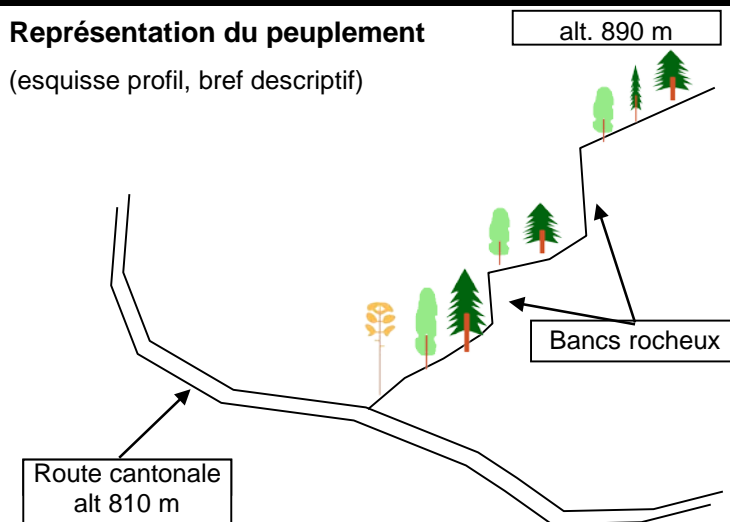 Représentation du peuplement
alt. 890 m
(esquisse profil, bref descriptif)
Bancs rocheux
Route cantonale
alt 810 m